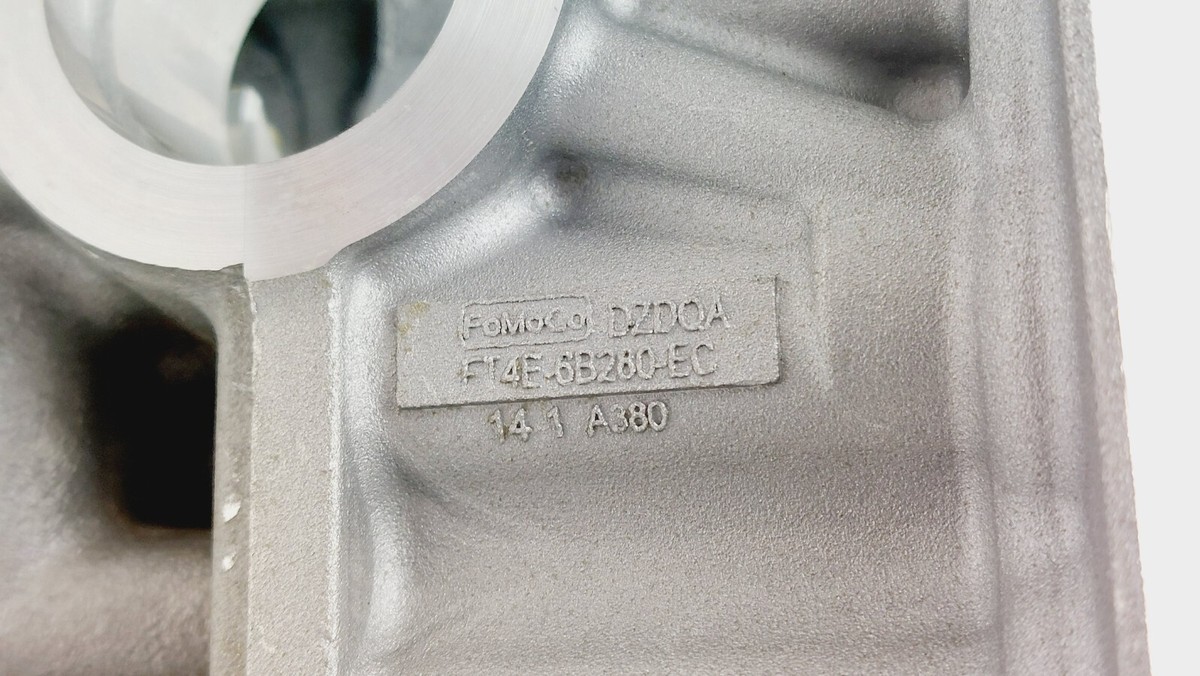 FoMoCo DZDQA
FT4E-6B280-EC
14 1 A380